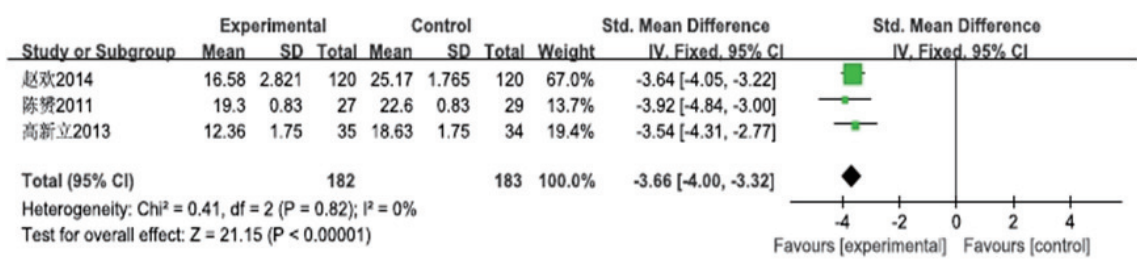 Experimental Control Std. Mean Difference Std. Mean Difference
Study or Subgroup Mean SD Total Mean SD Total Weight IV. Fixed. 95% CI IV. Fixed. 95% CI
赵欢2014 16.58 2.821 120 25.17 1.765 120 67.0% -3.64 [-4.05, -3.22]
陈赟2011 19.3 0.83 27 22.6 0.83 29 13.7% -3.92 [-4.84, -3.00]
高新立2013 12.36 1.75 35 18.63 1.75 34 19.4% -3.54 [-4.31, -2.77]
Total (95% CI) 182 183 100.0% -3.66 [-4.00, -3.32]
Heterogeneity: Chi² = 0.41, df = 2 (P = 0.82); I² = 0%
Test for overall effect: Z = 21.15 (P < 0.00001)
-4 -2 0 2 4
Favours [experimental] Favours [control]